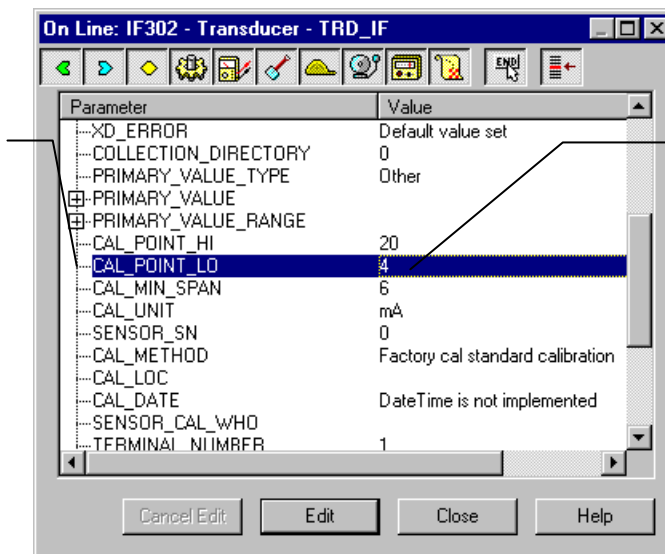 On Line: IF302 - Transducer - TRD_IF
END
Parameter Value
XD_ERROR Default value set
COLLECTION_DIRECTORY 0
PRIMARY_VALUE_TYPE Other
PRIMARY_VALUE
PRIMARY_VALUE_RANGE
CAL_POINT_HI 20
CAL_POINT_LO 4
CAL_MIN_SPAN 6
CAL_UNIT mA
SENSOR_SN 0
CAL_METHOD Factory cal standard calibration
CAL_LOC
CAL_DATE DateTime is not implemented
SENSOR_CAL_WHO
TERMINAL_NUMBER 1
Cancel Edit Edit Close Help